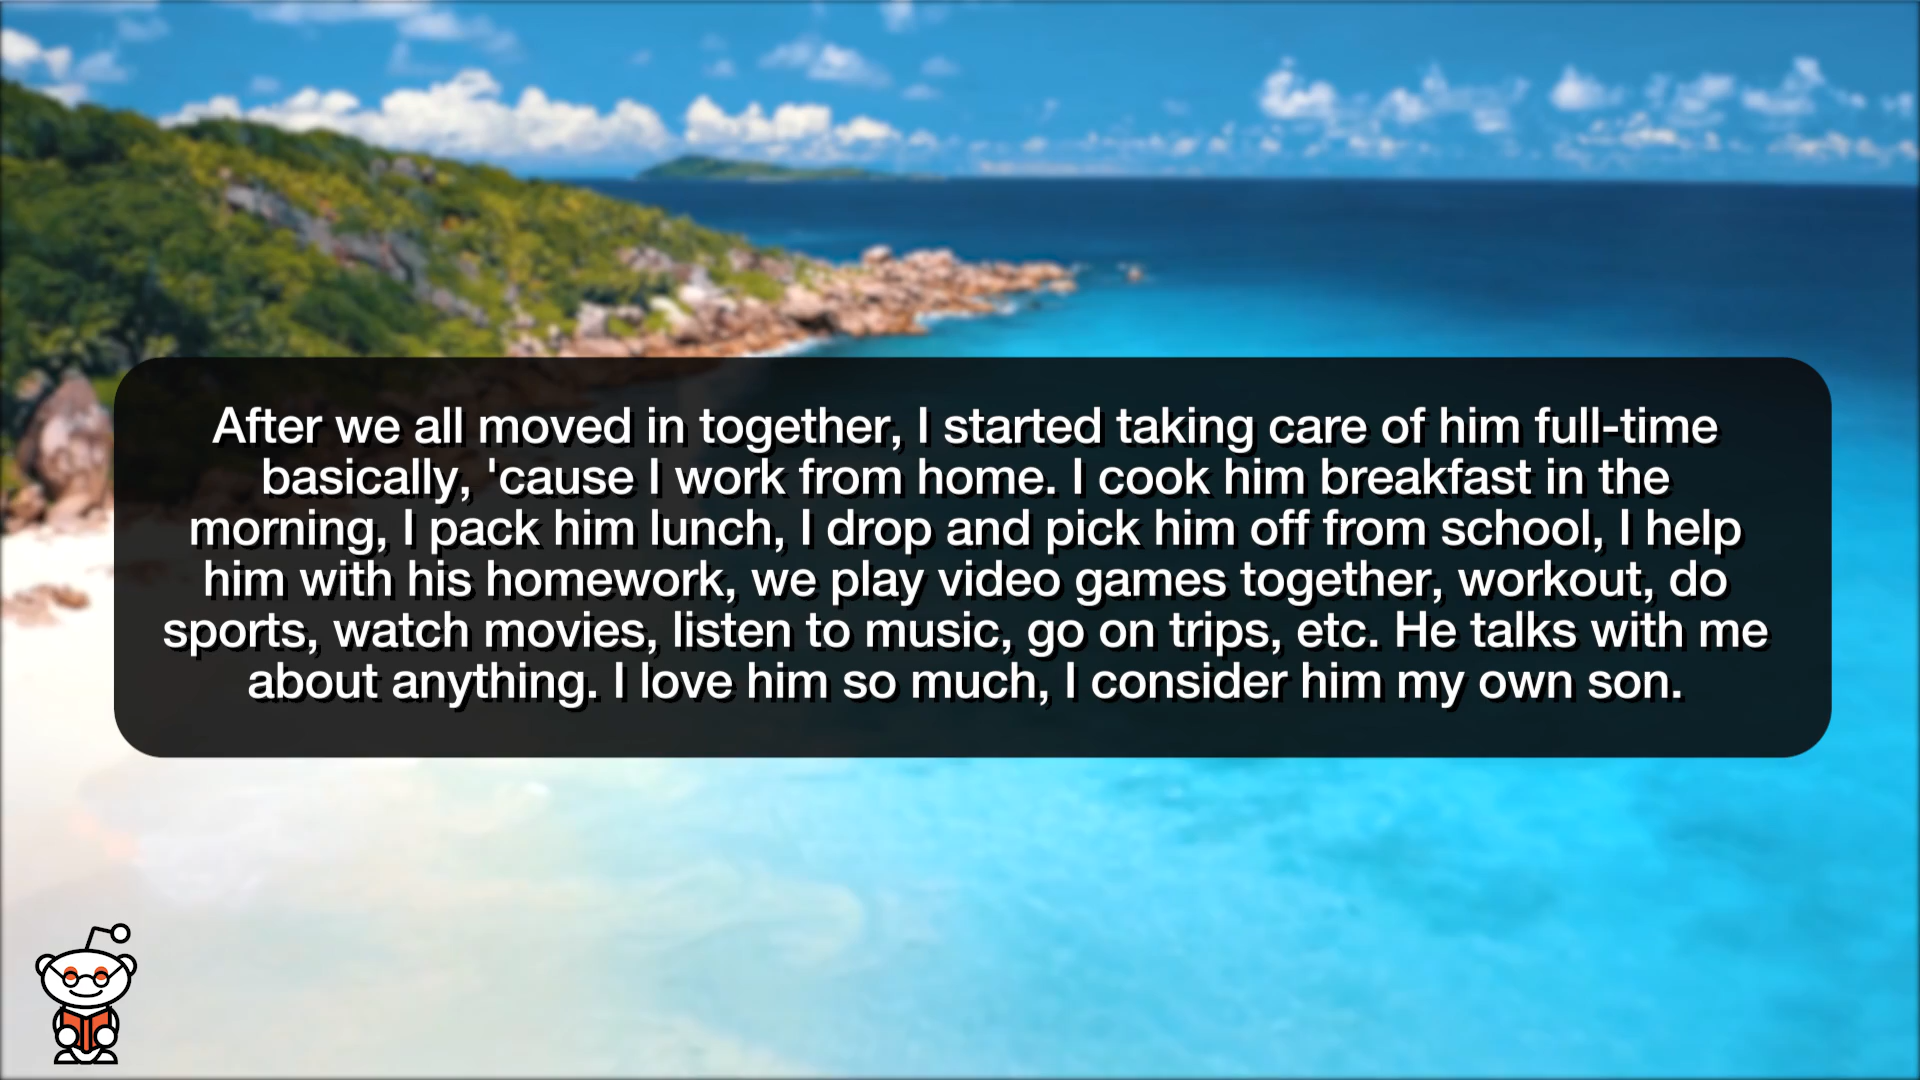 After we all moved in together, I started taking care of him full-time
basically, 'cause I work from home. I cook him breakfast in the
morning, I pack him lunch, I drop and pick him off from school, I help
him with his homework, we play video games together, workout, do
sports, watch movies, listen to music, go on trips, etc. He talks with me
about anything. I love him so much, I consider him my own son.